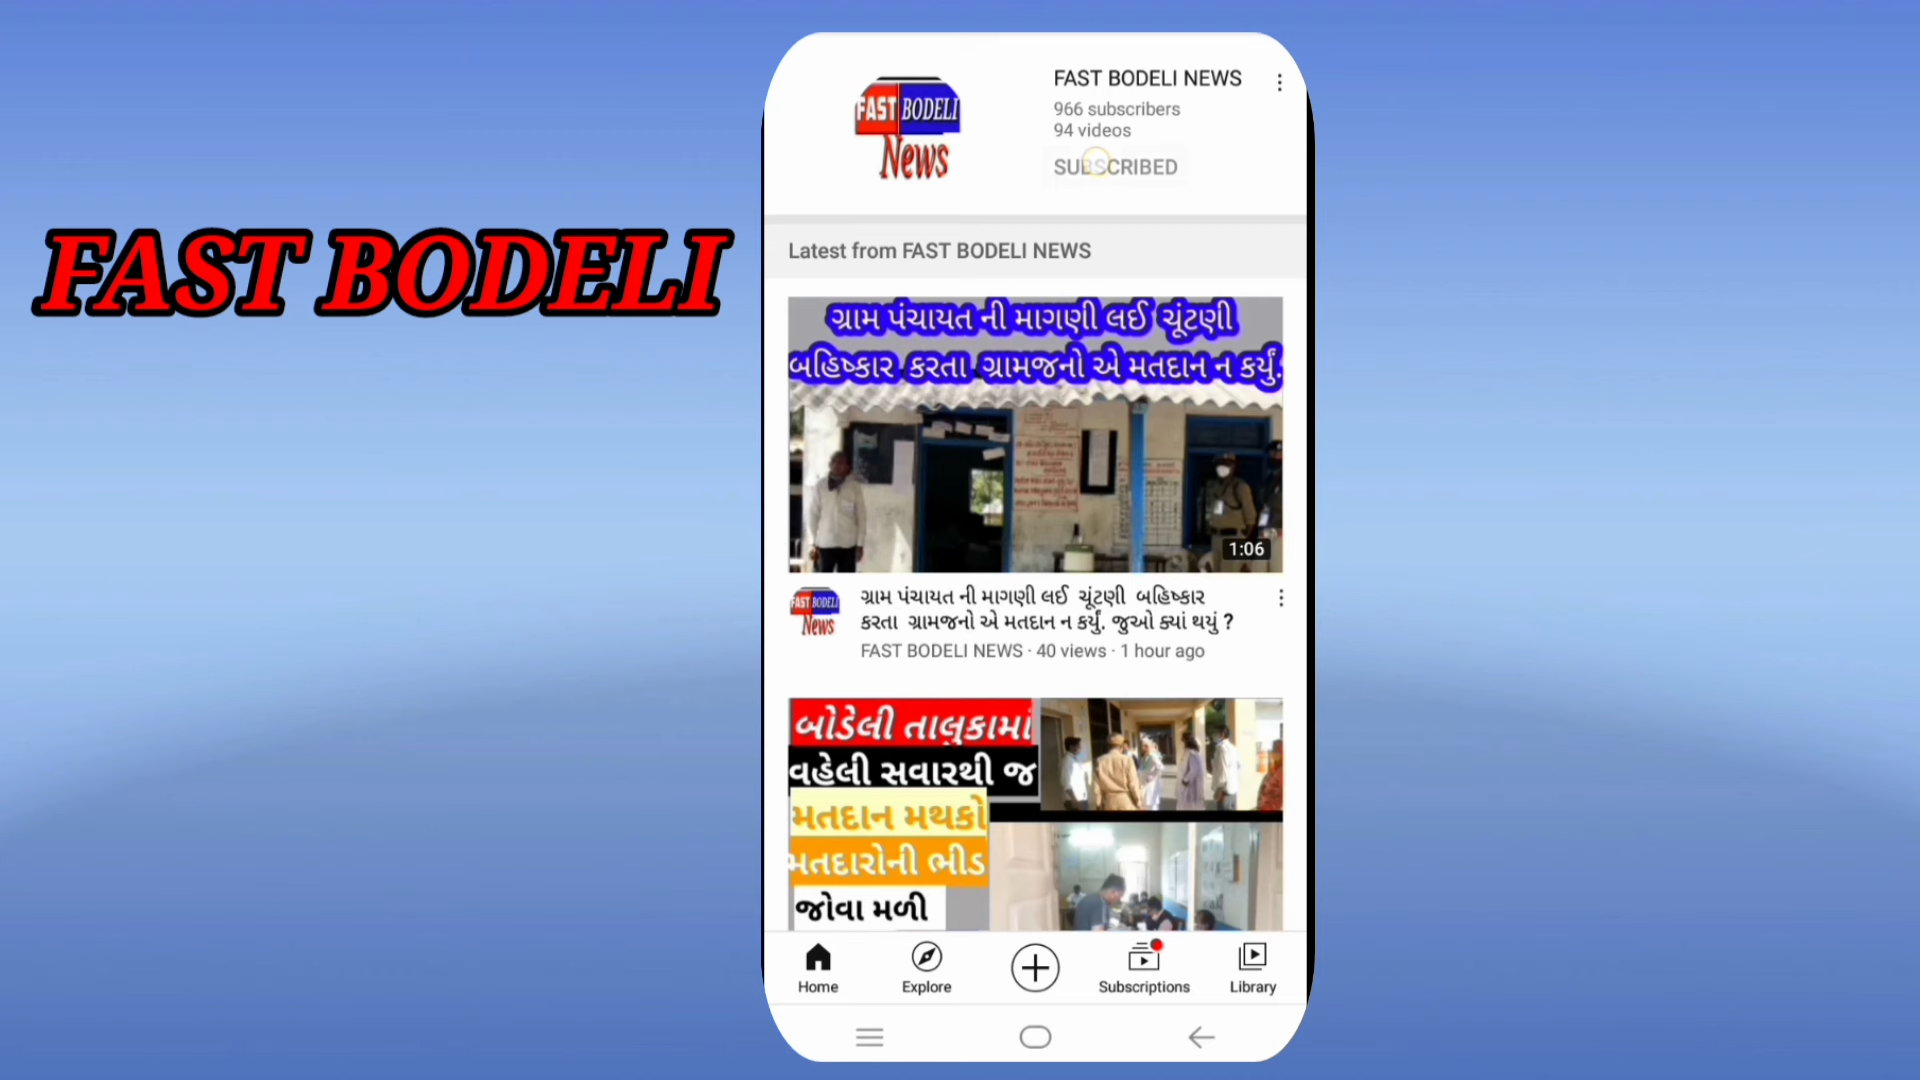 FAST BODELI
FAST BODELI
News
FAST BODELI NEWS
966 subscribers
94 videos
SUBSCRIBED
Latest from FAST BODELI NEWS
ગ્રામ પંચાયત ની માગણી લઈ ચૂંટણી
બહિષ્કાર કરતા ગ્રામજનો એ મતદાન ન કર્યું.
1:06
FAST BODELI
News
ગ્રામ પંચાયત ની માગણી લઈ ચૂંટણી બહિષ્કાર
કરતા ગ્રામજનો એ મતદાન ન કર્યું. જુઓ ક્યાં થયું ?
FAST BODELI NEWS · 40 views · 1 hour ago
બોડેલી તાલુકામાં
વહેલી સવારથી જ
મતદાન મથકો
મતદારોની ભીડ
જોવા મળી
Home
Explore
Subscriptions
Library